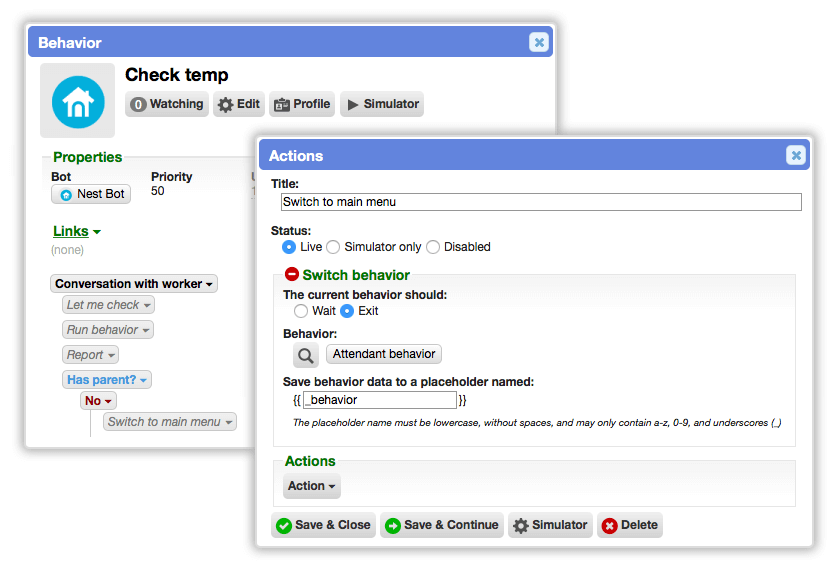 Behavior
Check temp
0 Watching Edit Profile Simulator
Properties
Bot Priority
Nest Bot 50
Links
(none)
Conversation with worker
Let me check
Run behavior
Report
Has parent?
No
Switch to main menu
Actions
Title:
Switch to main menu
Status:
Live Simulator only Disabled
Switch behavior
The current behavior should:
Wait Exit
Behavior:
Attendant behavior
Save behavior data to a placeholder named:
{{ _behavior }}
The placeholder name must be lowercase, without spaces, and may only contain a-z, 0-9, and underscores (_)
Actions
Action
Save & Close Save & Continue Simulator Delete